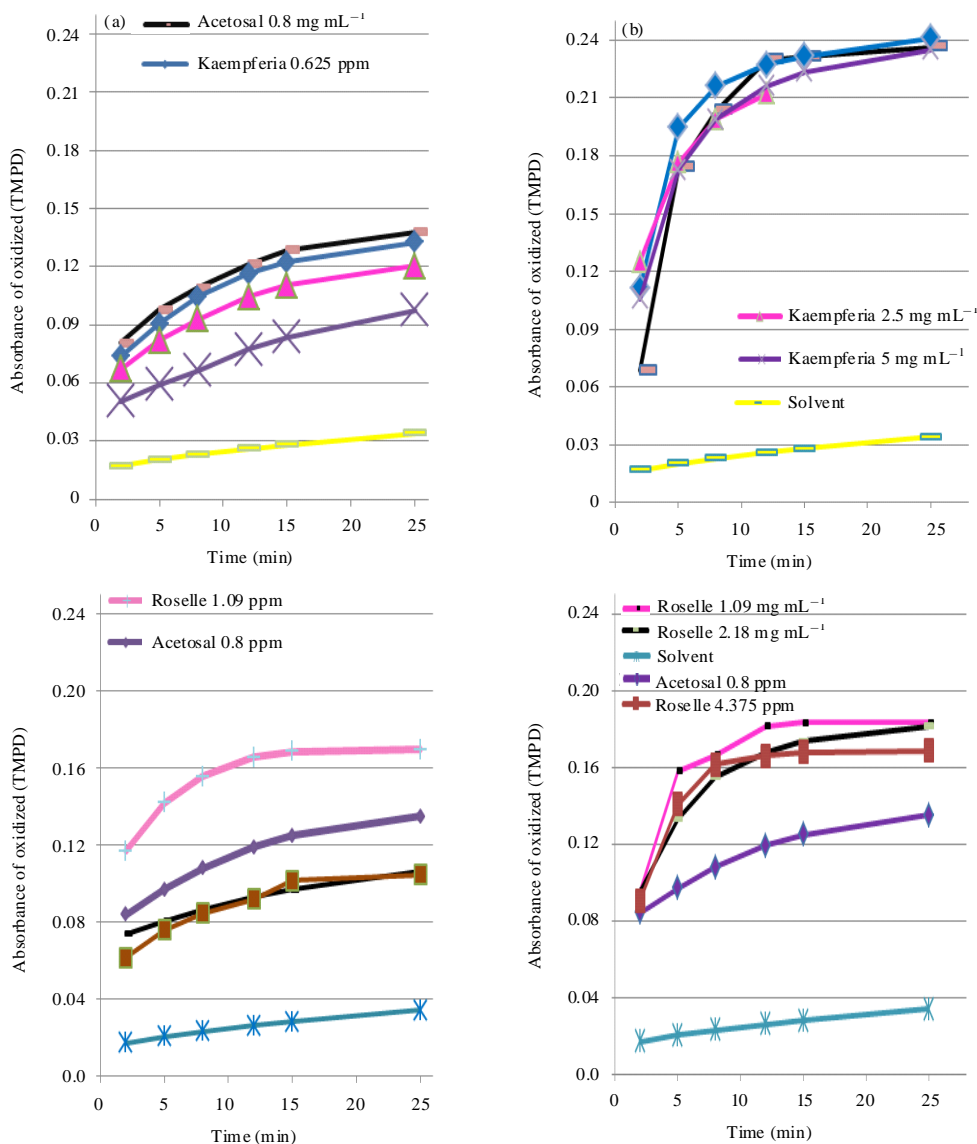 (a)
Acetosal 0.8 mg mL⁻¹
Kaempferia 0.625 ppm
Absorbance of oxidized (TMPD)
0.24
0.21
0.18
0.15
0.12
0.09
0.06
0.03
0
0 5 10 15 20 25
Time (min)
(b)
Absorbance of oxidized (TMPD)
0.24
0.21
0.18
0.15
0.12
0.09
0.06
0.03
0
Kaempferia 2.5 mg mL⁻¹
Kaempferia 5 mg mL⁻¹
Solvent
0 5 10 15 20 25
Time (min)
Roselle 1.09 ppm
Acetosal 0.8 ppm
Absorbance of oxidized (TMPD)
0.24
0.20
0.16
0.12
0.08
0.04
0.0
0 5 10 15 20 25
Time (min)
Roselle 1.09 mg mL⁻¹
Roselle 2.18 mg mL⁻¹
Solvent
Acetosal 0.8 ppm
Roselle 4.375 ppm
Absorbance of oxidized (TMPD)
0.24
0.20
0.16
0.12
0.08
0.04
0.0
0 5 10 15 20 25
Time (min)